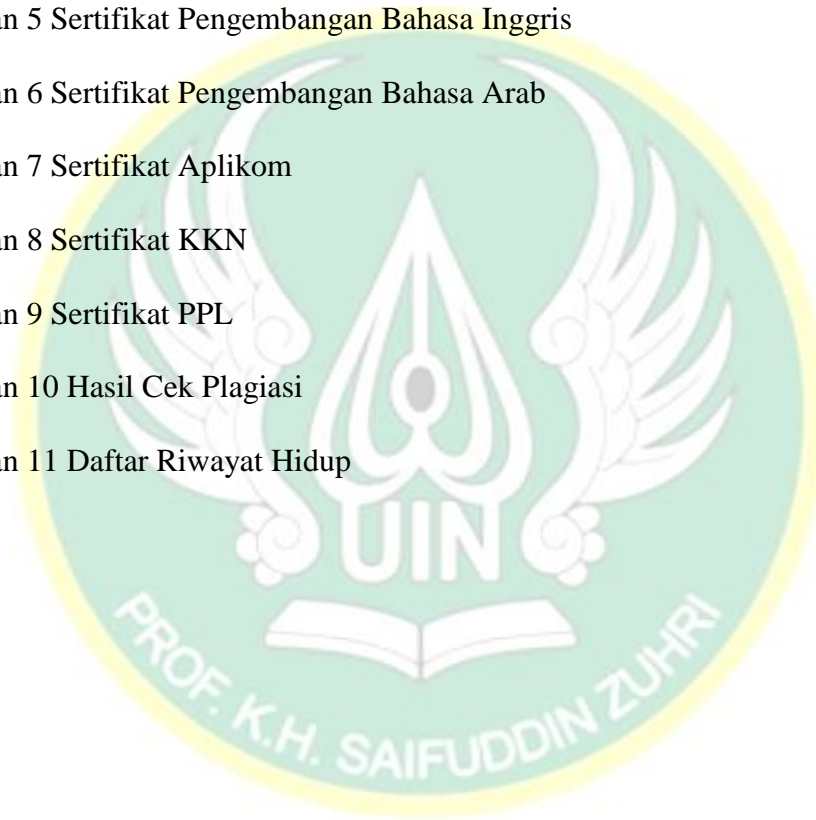 an 5 Sertifikat Pengembangan Bahasa Inggris
an 6 Sertifikat Pengembangan Bahasa Arab
an 7 Sertifikat Aplikom
an 8 Sertifikat KKN
an 9 Sertifikat PPL
an 10 Hasil Cek Plagiasi
an 11 Daftar Riwayat Hidup
UIN
PROF. K.H. SAIFUDDIN ZUHRI